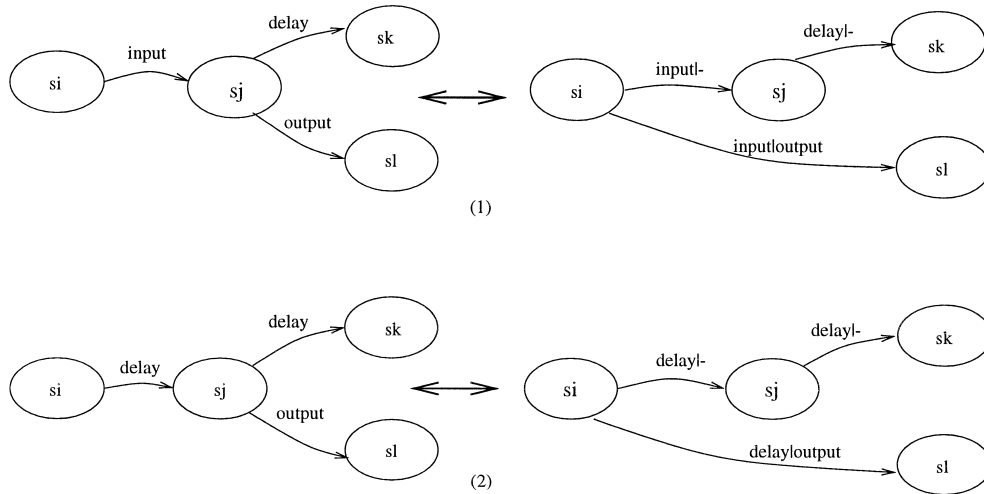 delay
sk
delay|-
sk
input
input|-
si
sj
si
sj
output
input|output
sl
sl
(1)
delay
sk
delay|-
sk
delay
delay|-
si
sj
si
sj
output
delay|output
sl
sl
(2)